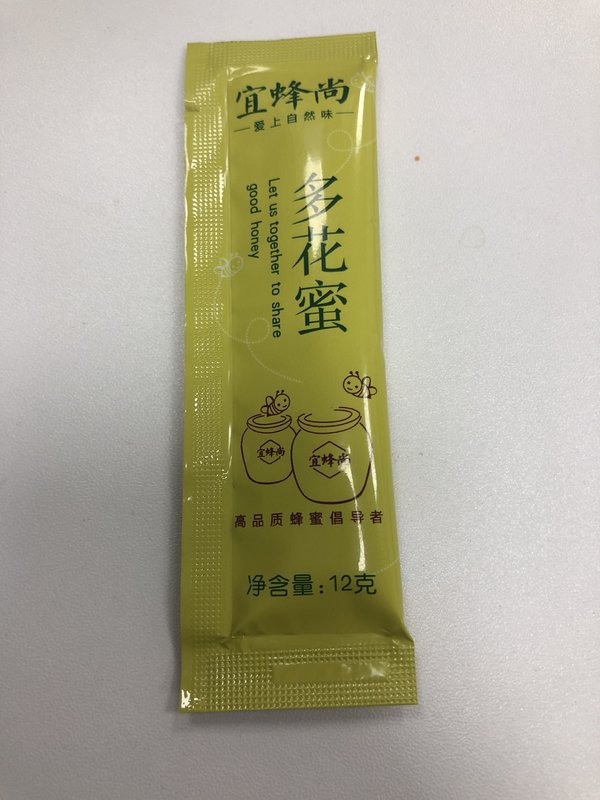 宜蜂尚
爱上自然味
多花蜜
Let us together to share
good honey
宜蜂尚
宜蜂尚
高品质蜂蜜倡导者
净含量:12克